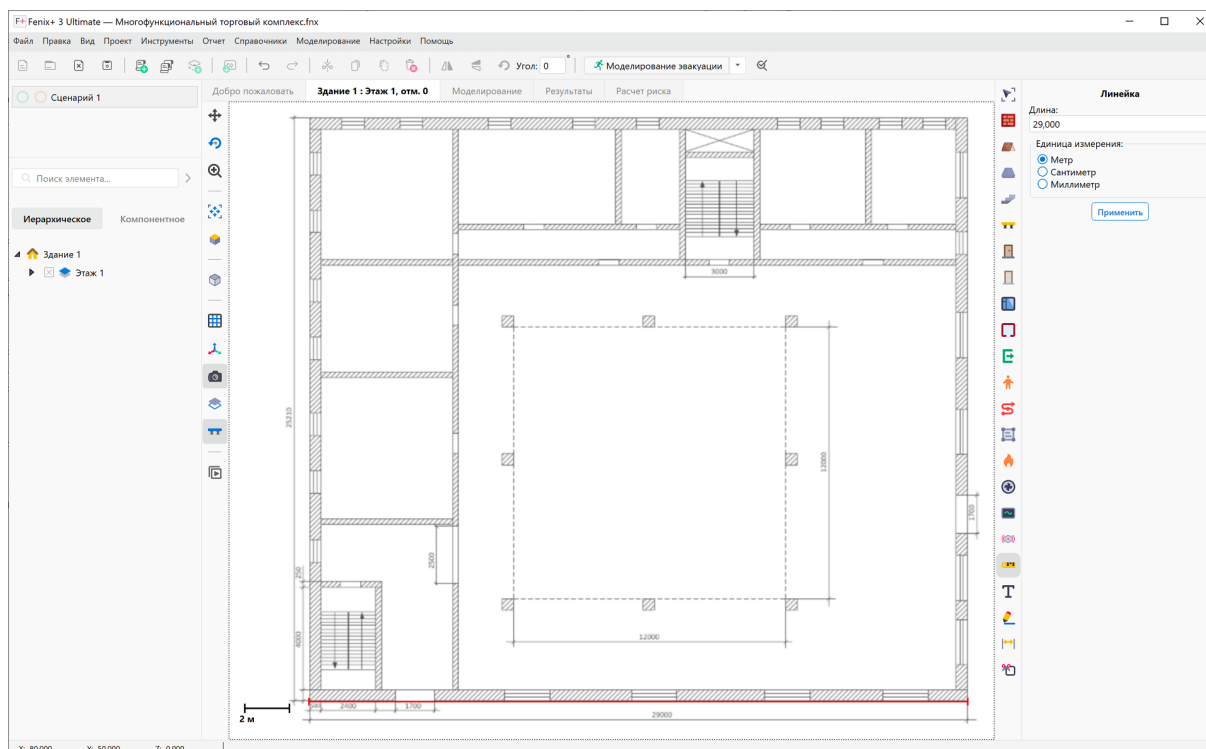 Fenix+ 3 Ultimate — Многофункциональный торговый комплекс.fnx
Файл Правка Вид Проект Инструменты Отчет Справочники Моделирование Настройки Помощь
Угол: 0 ° Моделирование эвакуации
Сценарий 1
Добро пожаловать Здание 1 : Этаж 1, отм. 0 Моделирование Результаты Расчет риска
Линейка
Длина:
29,000
Единица измерения:
Метр
Сантиметр
Миллиметр
Применить
Поиск элемента...
Иерархическое Компонентное
Здание 1
Этаж 1
3000
25210
12000
1700
2500
250
4000
12000
2400 1700
29000
2 м